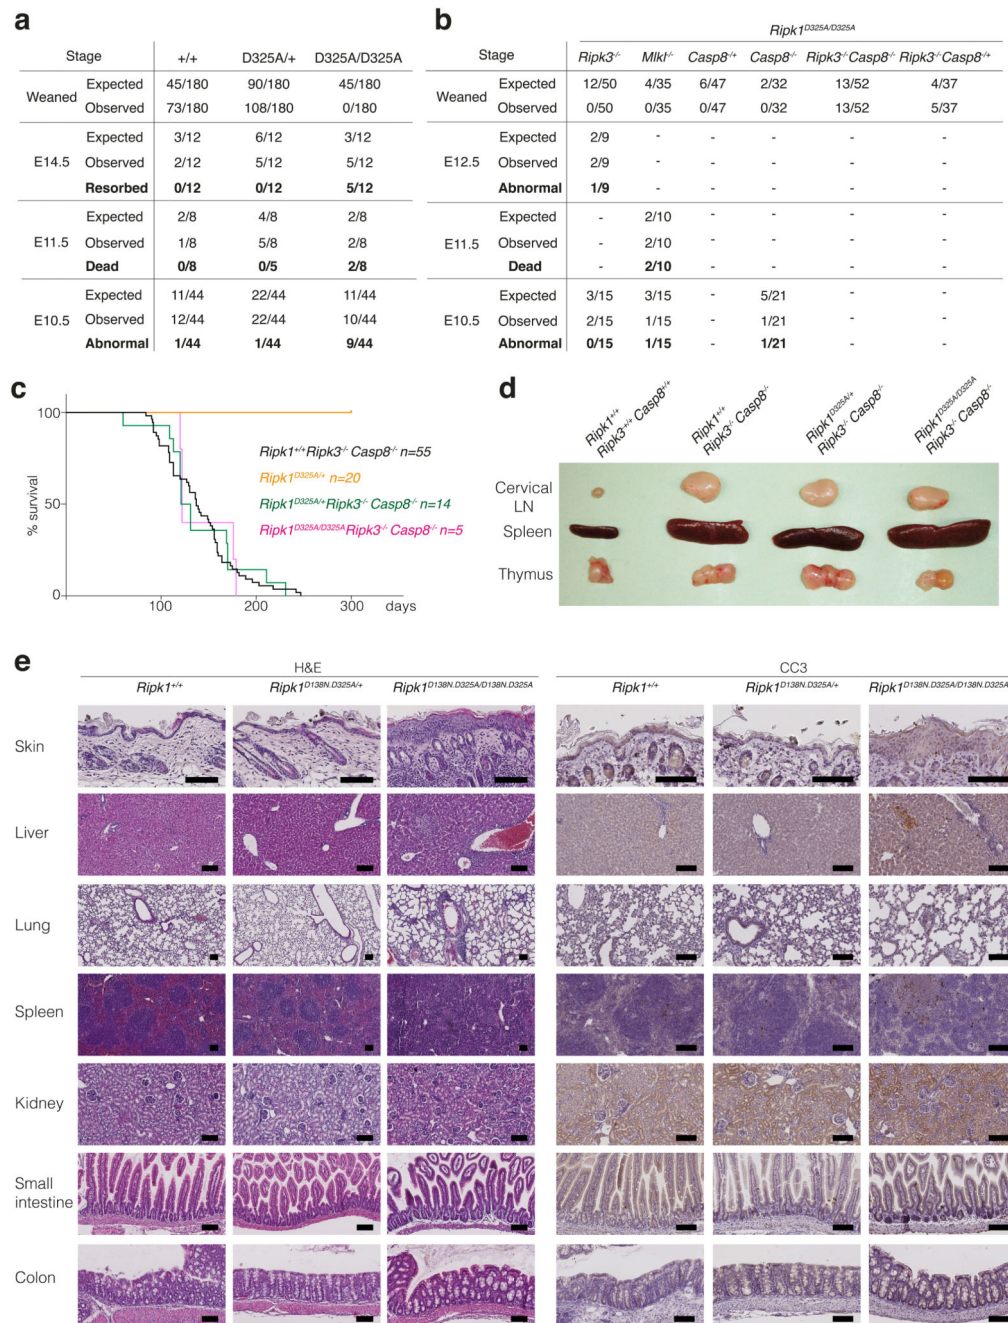 a
Stage +/+ D325A/+ D325A/D325A
Weaned Expected 45/180 90/180 45/180
Observed 73/180 108/180 0/180
E14.5 Expected 3/12 6/12 3/12
Observed 2/12 5/12 5/12
Resorbed 0/12 0/12 5/12
E11.5 Expected 2/8 4/8 2/8
Observed 1/8 5/8 2/8
Dead 0/8 0/5 2/8
E10.5 Expected 11/44 22/44 11/44
Observed 12/44 22/44 10/44
Abnormal 1/44 1/44 9/44
b
Ripk1D325A/D325A
Stage Ripk3-/- Mlkl-/- Casp8-/+ Casp8-/- Ripk3-/-Casp8-/- Ripk3-/-Casp8-/+
Weaned Expected 12/50 4/35 6/47 2/32 13/52 4/37
Observed 0/50 0/35 0/47 0/32 13/52 5/37
E12.5 Expected 2/9 - - - - -
Observed 2/9 - - - - -
Abnormal 1/9 - - - - -
E11.5 Expected - 2/10 - - - -
Observed - 2/10 - - - -
Dead - 2/10 - - - -
E10.5 Expected 3/15 3/15 - 5/21 - -
Observed 2/15 1/15 - 1/21 - -
Abnormal 0/15 1/15 - 1/21 - -
c
% survival
100
50
0
100 200 300 days
Ripk1+/+Ripk3-/- Casp8-/- n=55
Ripk1D325A/+ n=20
Ripk1D325A/+Ripk3-/- Casp8-/- n=14
Ripk1D325A/D325ARipk3-/- Casp8-/- n=5
d
Ripk1+/+
Ripk3+/+ Casp8+/+
Ripk1+/+
Ripk3-/- Casp8-/-
Ripk1D325A/+
Ripk3-/- Casp8-/-
Ripk1D325A/D325A
Ripk3-/- Casp8-/-
Cervical
LN
Spleen
Thymus
e
H&E CC3
Ripk1+/+ Ripk1D138N.D325A/+ Ripk1D138N.D325A/D138N.D325A Ripk1+/+ Ripk1D138N.D325A/+ Ripk1D138N.D325A/D138N.D325A
Skin
Liver
Lung
Spleen
Kidney
Small
intestine
Colon